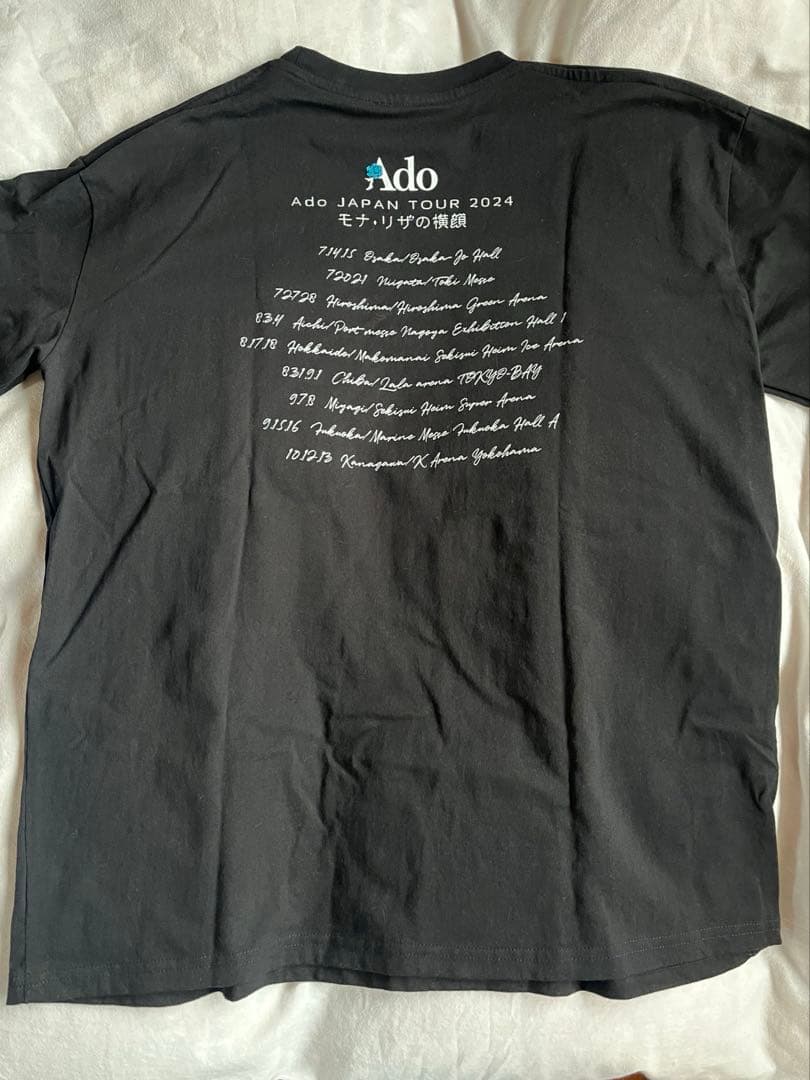 Ado
Ado JAPAN TOUR 2024
モナ・リザの横顔
7.14.15 Osaka/Osaka Jo Hall
7.20.21 Niigata/Toki Messe
7.27.28 Hiroshima/Hiroshima Green Arena
8.3.4 Aichi/Port messe Nagoya Exhibition Hall 1
8.17.18 Hokkaido/Makomanai Sekisui Heim Ice Arena
8.31.9.1 Chiba/Lala arena TOKYO-BAY
9.7.8 Miyagi/Sekisui Heim Super Arena
9.15.16 Fukuoka/Marine Messe Fukuoka Hall A
10.12.13 Kanagawa/K Arena Yokohama